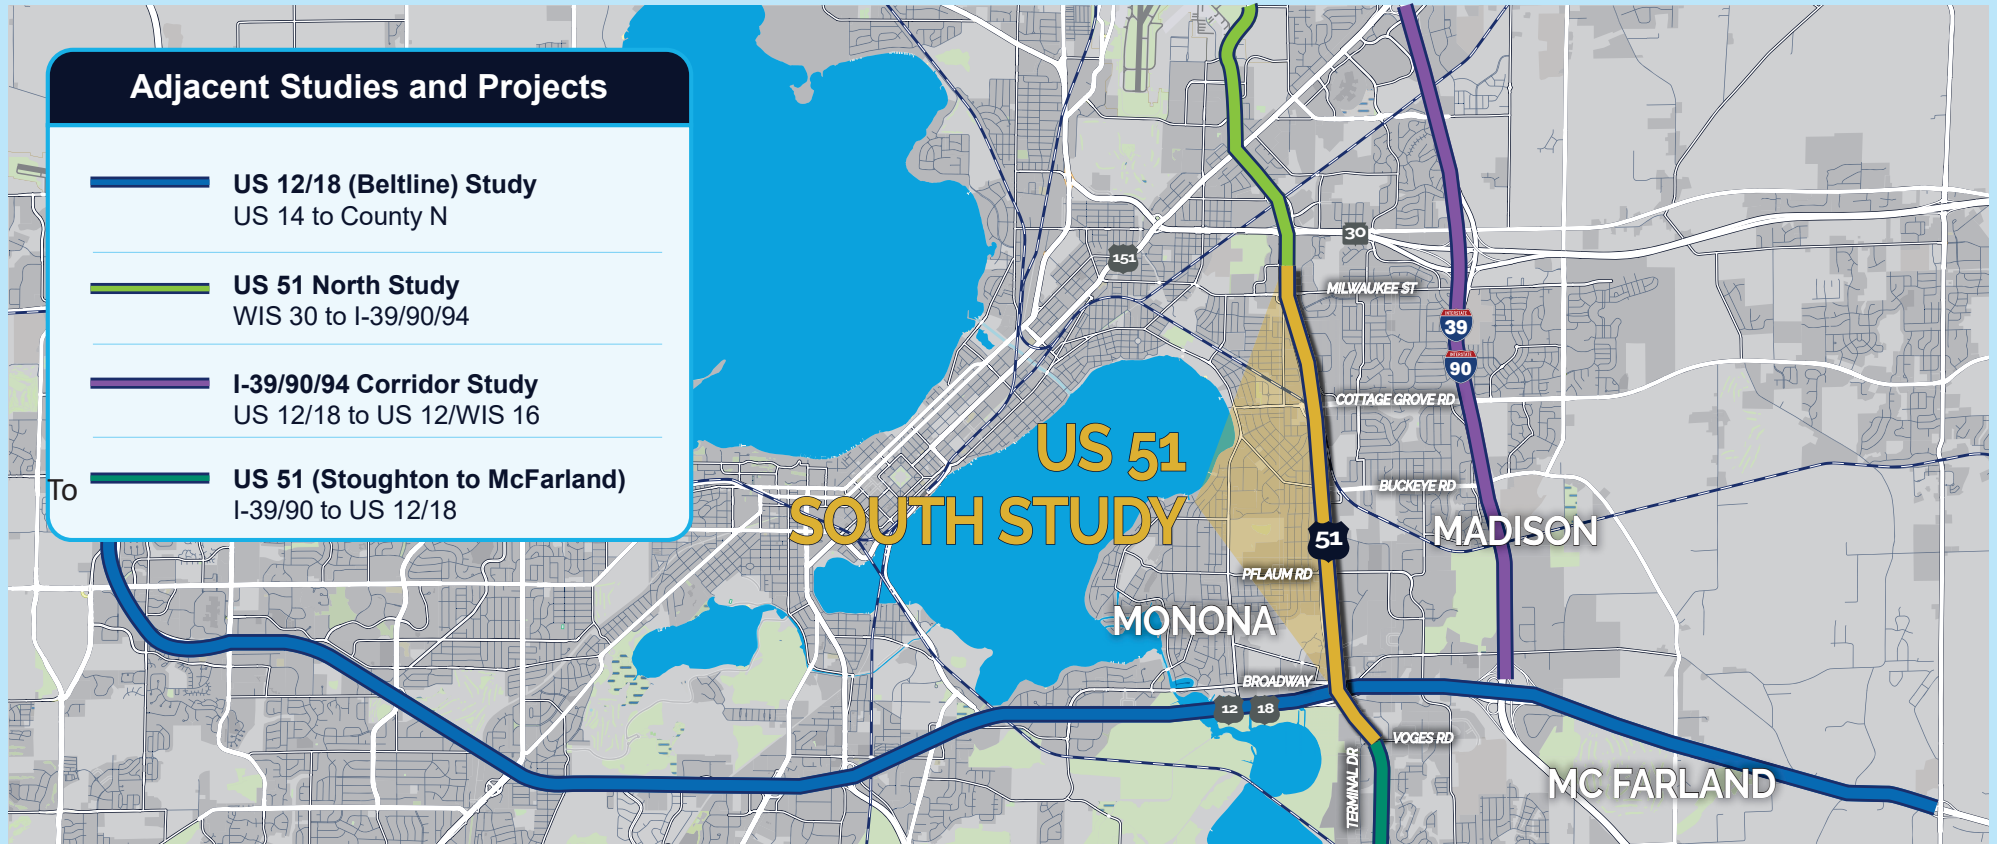 Adjacent Studies and Projects
US 12/18 (Beltline) Study
US 14 to County N
US 51 North Study
WIS 30 to I-39/90/94
I-39/90/94 Corridor Study
US 12/18 to US 12/WIS 16
To
US 51 (Stoughton to McFarland)
I-39/90 to US 12/18
151
30
MILWAUKEE ST
INTERSTATE
39
INTERSTATE
90
COTTAGE GROVE RD
US 51
SOUTH STUDY
BUCKEYE RD
MADISON
51
PFLAUM RD
MONONA
BROADWAY
12
18
VOGES RD
TERMINAL DR
MC FARLAND